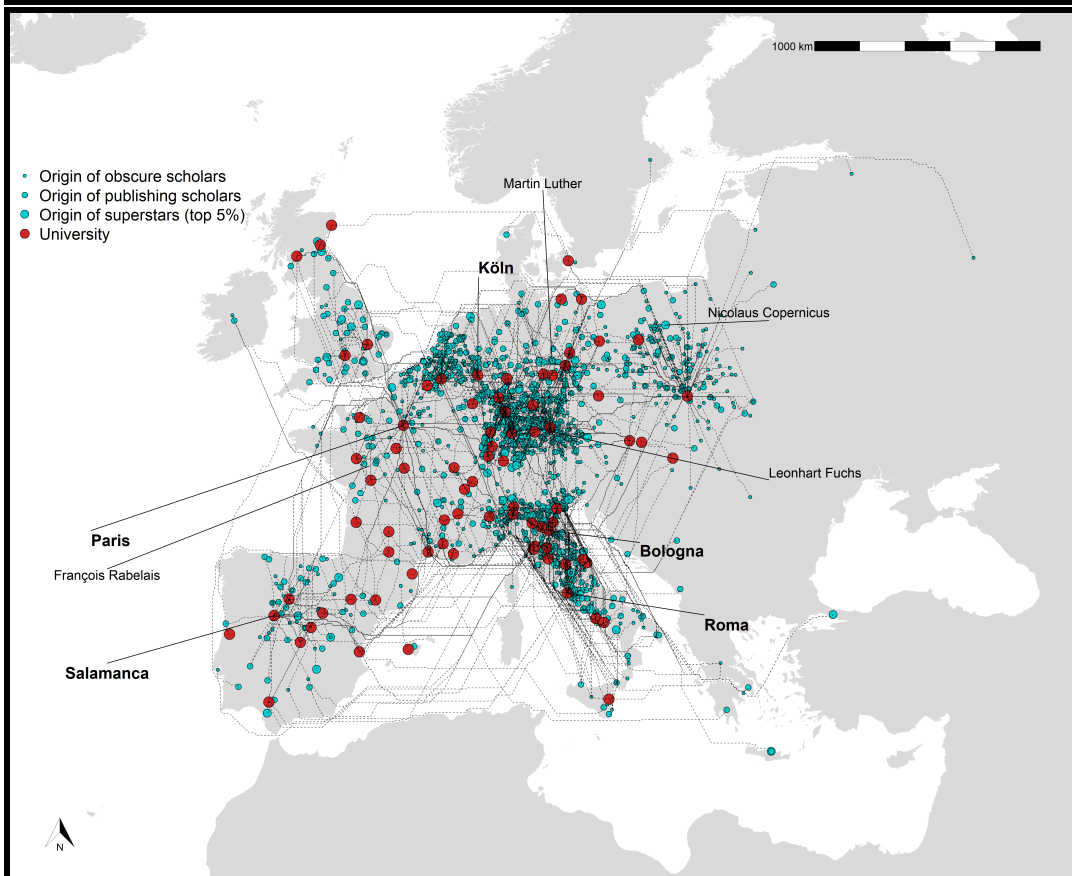 1000 km
Origin of obscure scholars
Origin of publishing scholars
Origin of superstars (top 5%)
University
Martin Luther
Köln
Nicolaus Copernicus
Leonhart Fuchs
Paris
François Rabelais
Bologna
Roma
Salamanca
N